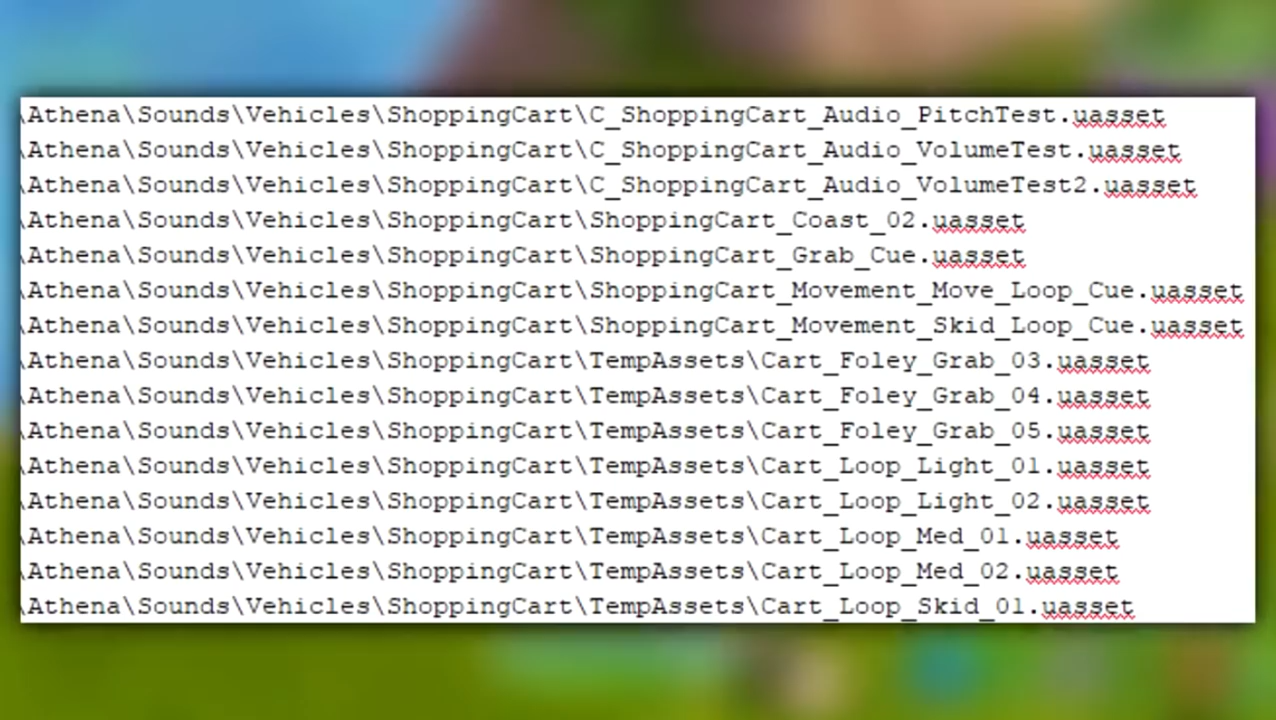 \Athena\Sounds\Vehicles\ShoppingCart\C_ShoppingCart_Audio_PitchTest.uasset
\Athena\Sounds\Vehicles\ShoppingCart\C_ShoppingCart_Audio_VolumeTest.uasset
\Athena\Sounds\Vehicles\ShoppingCart\C_ShoppingCart_Audio_VolumeTest2.uasset
\Athena\Sounds\Vehicles\ShoppingCart\ShoppingCart_Coast_02.uasset
\Athena\Sounds\Vehicles\ShoppingCart\ShoppingCart_Grab_Cue.uasset
\Athena\Sounds\Vehicles\ShoppingCart\ShoppingCart_Movement_Move_Loop_Cue.uasset
\Athena\Sounds\Vehicles\ShoppingCart\ShoppingCart_Movement_Skid_Loop_Cue.uasset
\Athena\Sounds\Vehicles\ShoppingCart\TempAssets\Cart_Foley_Grab_03.uasset
\Athena\Sounds\Vehicles\ShoppingCart\TempAssets\Cart_Foley_Grab_04.uasset
\Athena\Sounds\Vehicles\ShoppingCart\TempAssets\Cart_Foley_Grab_05.uasset
\Athena\Sounds\Vehicles\ShoppingCart\TempAssets\Cart_Loop_Light_01.uasset
\Athena\Sounds\Vehicles\ShoppingCart\TempAssets\Cart_Loop_Light_02.uasset
\Athena\Sounds\Vehicles\ShoppingCart\TempAssets\Cart_Loop_Med_01.uasset
\Athena\Sounds\Vehicles\ShoppingCart\TempAssets\Cart_Loop_Med_02.uasset
\Athena\Sounds\Vehicles\ShoppingCart\TempAssets\Cart_Loop_Skid_01.uasset